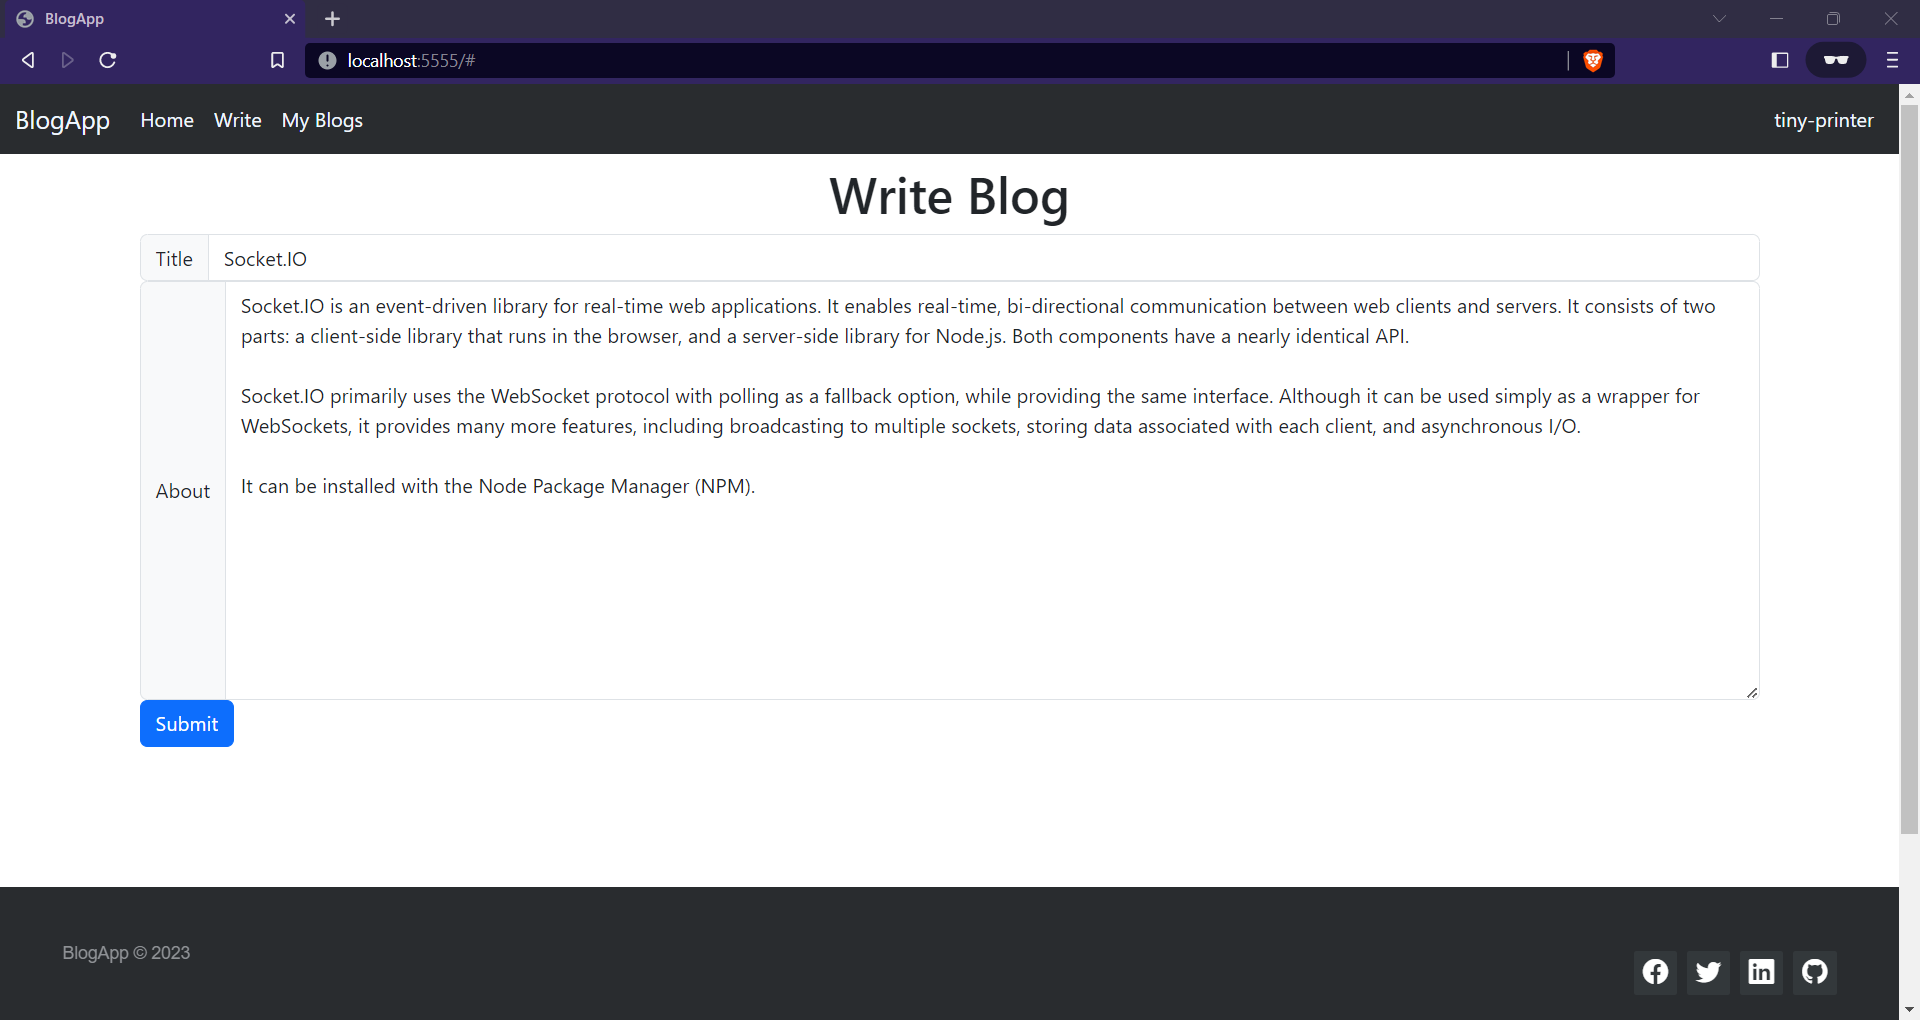 BlogApp
localhost:5555/#
BlogApp Home Write My Blogs tiny-printer
Write Blog
Title Socket.IO
Socket.IO is an event-driven library for real-time web applications. It enables real-time, bi-directional communication between web clients and servers. It consists of two
parts: a client-side library that runs in the browser, and a server-side library for Node.js. Both components have a nearly identical API.
Socket.IO primarily uses the WebSocket protocol with polling as a fallback option, while providing the same interface. Although it can be used simply as a wrapper for
WebSockets, it provides many more features, including broadcasting to multiple sockets, storing data associated with each client, and asynchronous I/O.
About
It can be installed with the Node Package Manager (NPM).
Submit
BlogApp © 2023